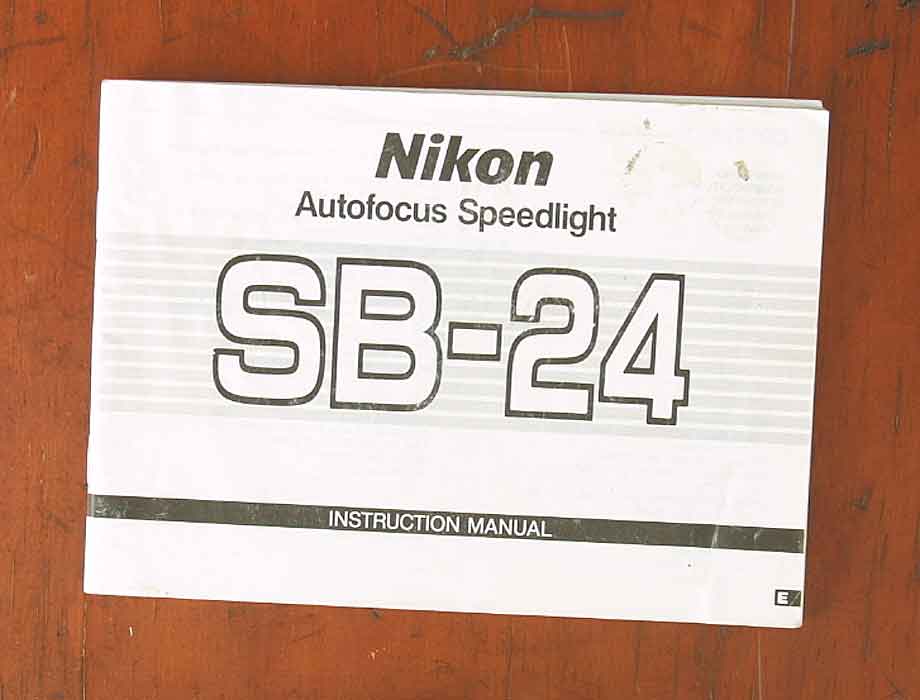 Nikon
Autofocus Speedlight
SB-24
INSTRUCTION MANUAL
E